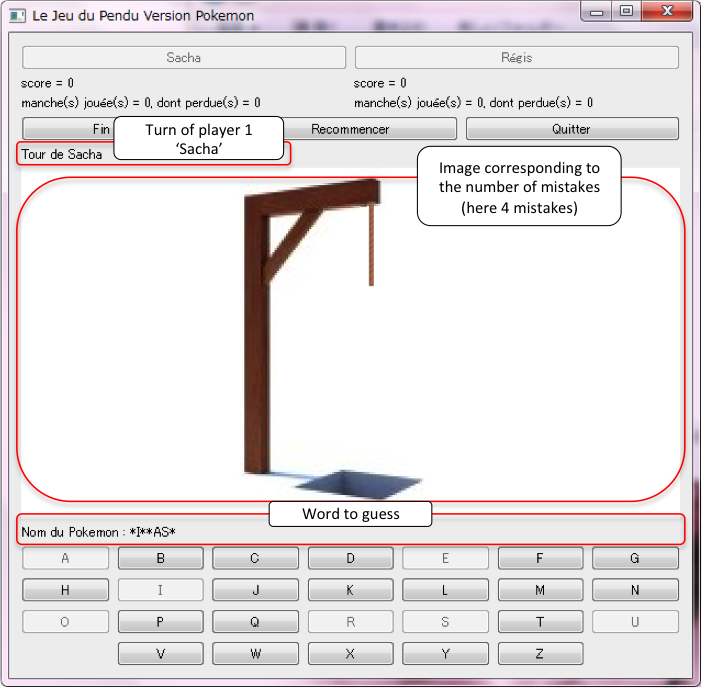 Le Jeu du Pendu Version Pokemon
Sacha
Régis
score = 0
score = 0
manche(s) jouée(s) = 0, dont perdue(s) = 0
manche(s) jouée(s) = 0, dont perdue(s) = 0
Fin
Turn of player 1
‘Sacha’
Recommencer
Quitter
Tour de Sacha
Image corresponding to
the number of mistakes
(here 4 mistakes)
Word to guess
Nom du Pokemon : *I**AS*
A B C D E F G
H I J K L M N
O P Q R S T U
V W X Y Z